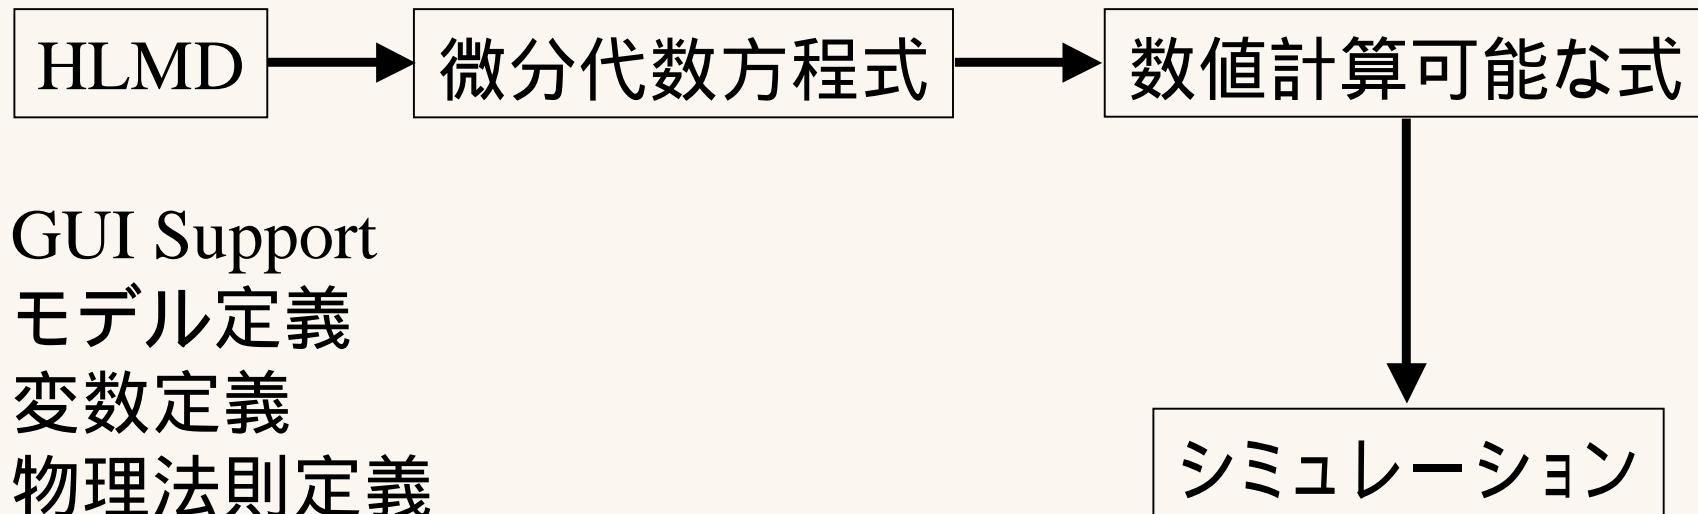 HLMD
微分代数方程式
数値計算可能な式
GUI Support
モデル定義
変数定義
物理法則定義
シミュレーション